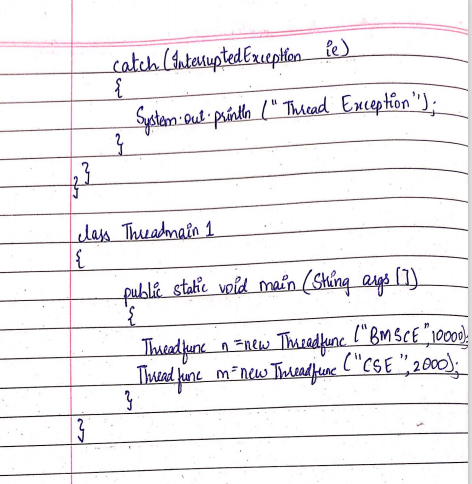 catch (InterruptedException ie)
{
System.out.println ("Thread Exception");
}
}
}
class Threadmain 1
{
public static void main (String args [])
{
Threadfunc n = new Threadfunc ("BMSCE", 10000);
Threadfunc m = new Threadfunc ("CSE", 2000);
}
}